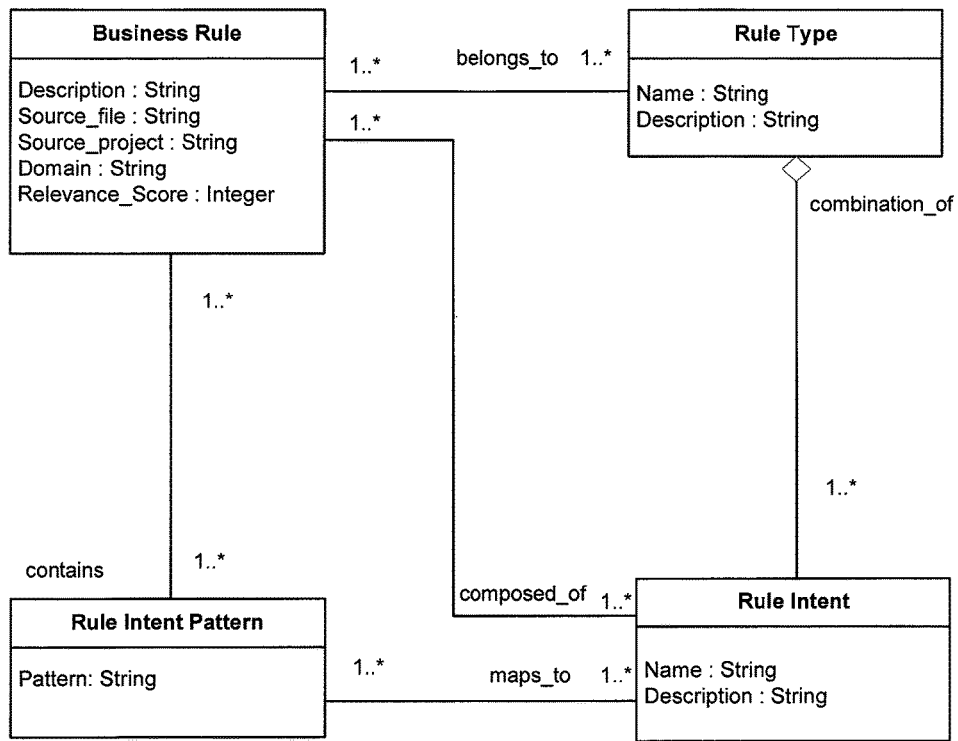 Business Rule
Description : String
Source_file : String
Source_project : String
Domain : String
Relevance_Score : Integer
1..*
belongs_to
1..*
1..*
Rule Type
Name : String
Description : String
combination_of
1..*
1..*
1..*
contains
composed_of
1..*
Rule Intent Pattern
Pattern: String
1..*
maps_to
1..*
Rule Intent
Name : String
Description : String